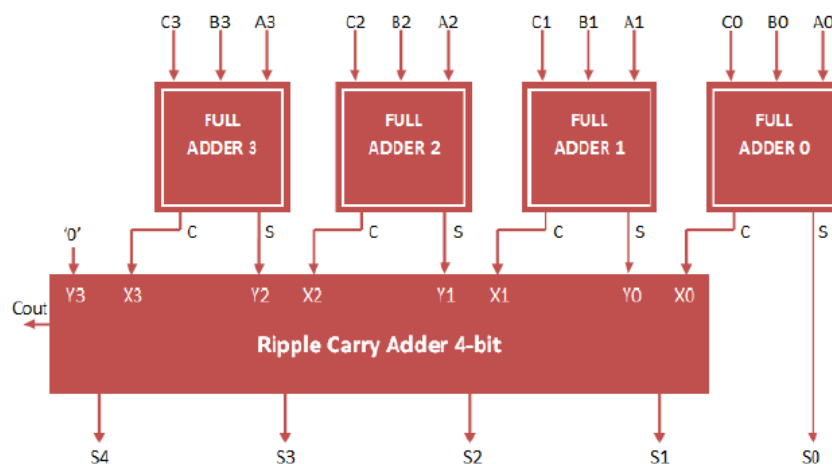 C3 B3 A3 C2 B2 A2 C1 B1 A1 C0 B0 A0
FULL ADDER 3
FULL ADDER 2
FULL ADDER 1
FULL ADDER 0
C S C S C S C S
'0'
Y3 X3 Y2 X2 Y1 X1 Y0 X0
Cout
Ripple Carry Adder 4-bit
S4 S3 S2 S1 S0